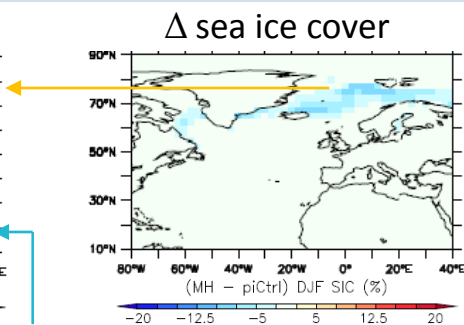 Δ sea ice cover
90°N
70°N
50°N
30°N
10°N
80°W 60°W 40°W 20°W 0° 20°E 40°E
E
(MH − piCtrl) DJF SIC (%)
−20 −12.5 −5 5 12.5 20